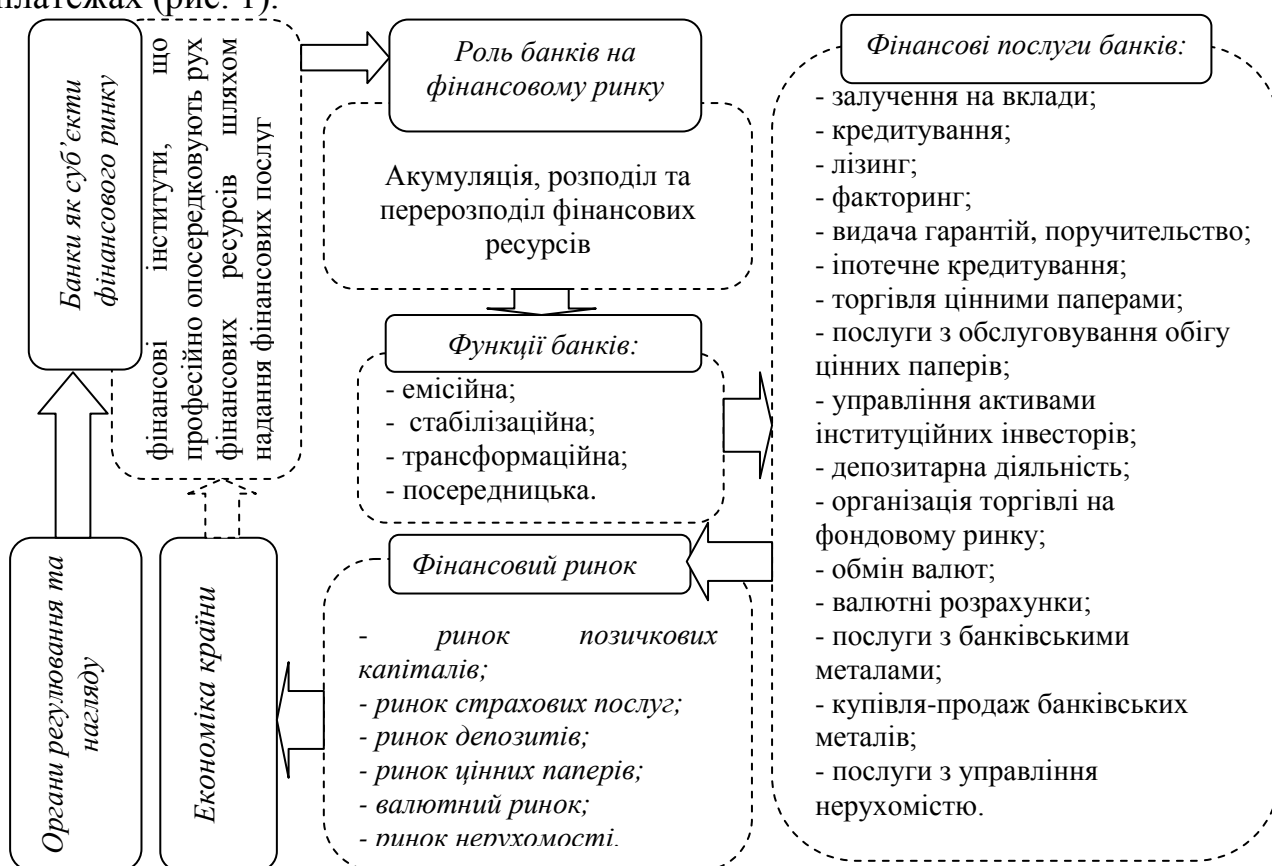 платежах (рис. 1).
Банки як суб’єкти
фінансового ринку
фінансові інститути, що
професійно опосередковують рух
фінансових ресурсів шляхом
надання фінансових послуг
Роль банків на
фінансовому ринку
Акумуляція, розподіл та
перерозподіл фінансових
ресурсів
Функції банків:
- емісійна;
- стабілізаційна;
- трансформаційна;
- посередницька.
Фінансові послуги банків:
- залучення на вклади;
- кредитування;
- лізинг;
- факторинг;
- видача гарантій, поручительство;
- іпотечне кредитування;
- торгівля цінними паперами;
- послуги з обслуговування обігу
цінних паперів;
- управління активами
інституційних інвесторів;
- депозитарна діяльність;
- організація торгівлі на
фондовому ринку;
- обмін валют;
- валютні розрахунки;
- послуги з банківськими
металами;
- купівля-продаж банківських
металів;
- послуги з управління
нерухомістю.
Фінансовий ринок
- ринок позичкових
капіталів;
- ринок страхових послуг;
- ринок депозитів;
- ринок цінних паперів;
- валютний ринок;
- ринок нерухомості.
Економіка країни
Органи регулювання та
нагляду